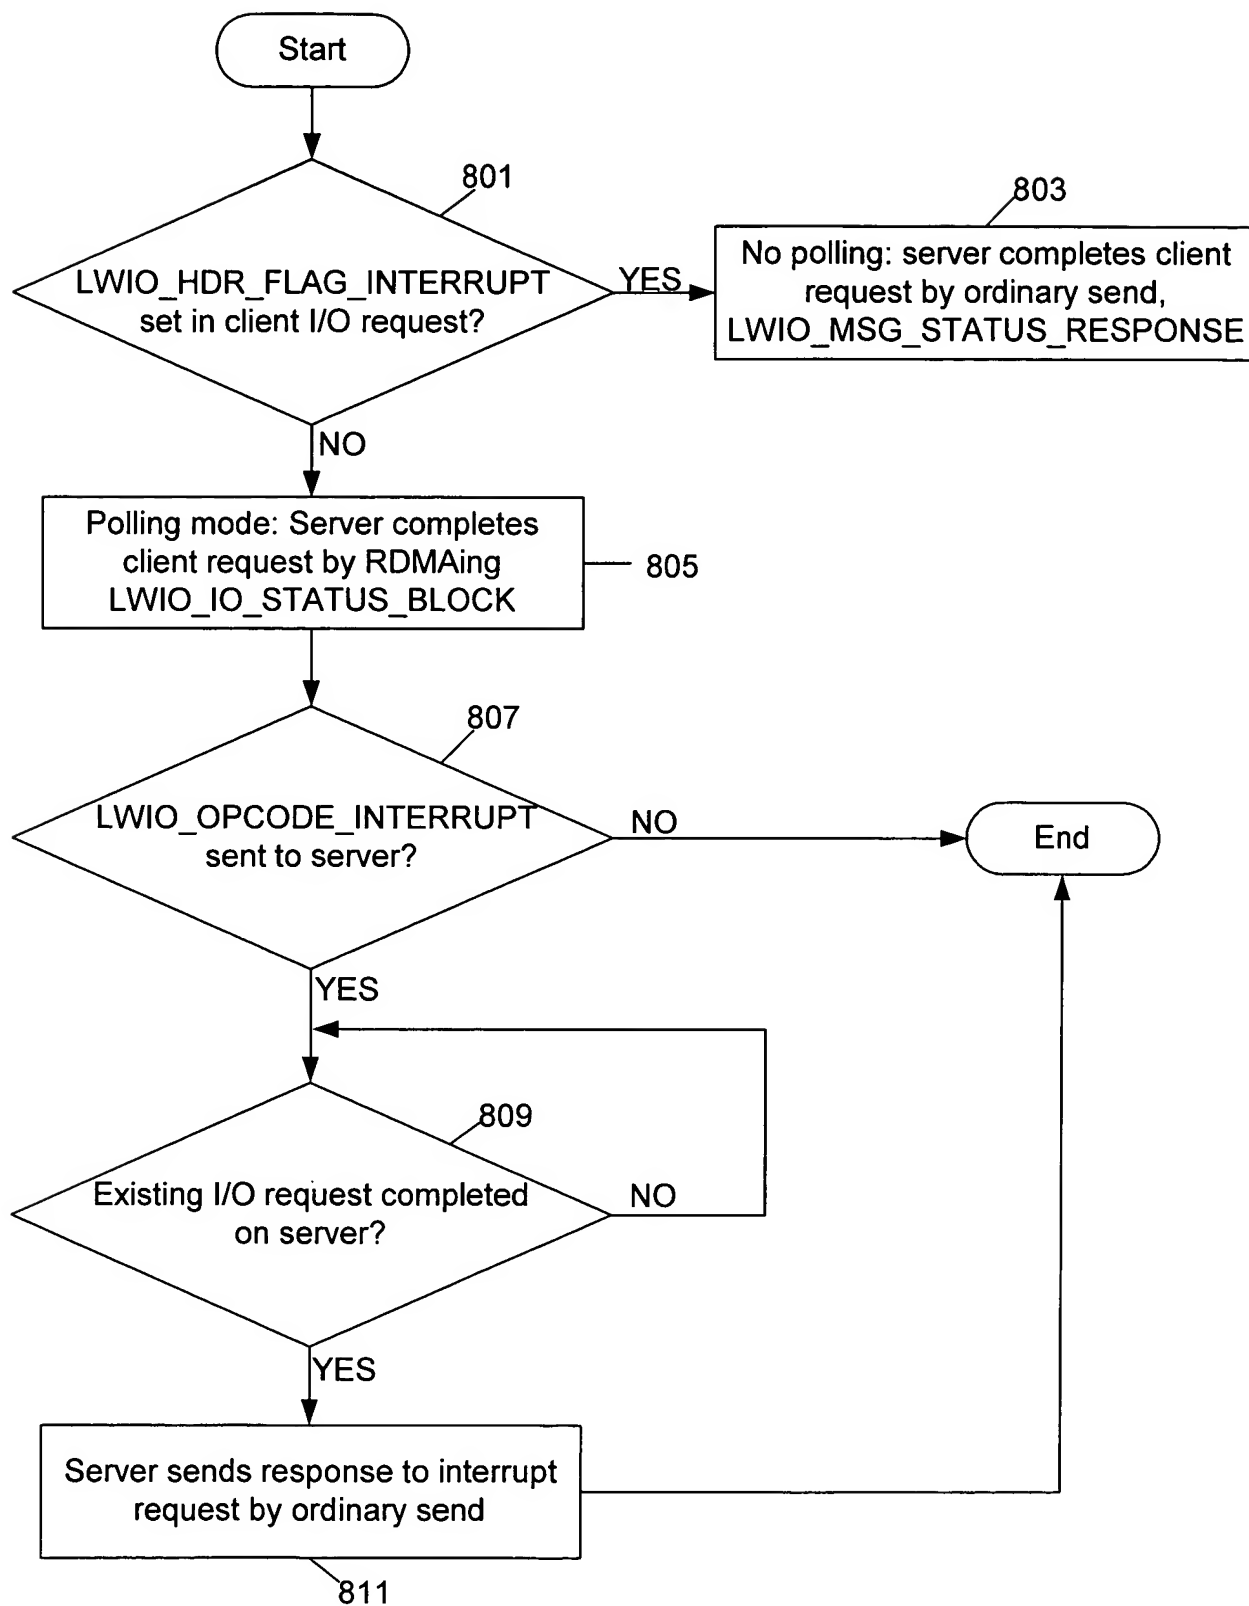 Start
801
LWIO_HDR_FLAG_INTERRUPT
set in client I/O request?
YES
803
No polling: server completes client
request by ordinary send,
LWIO_MSG_STATUS_RESPONSE
NO
Polling mode: Server completes
client request by RDMAing
LWIO_IO_STATUS_BLOCK
805
807
LWIO_OPCODE_INTERRUPT
sent to server?
NO
End
YES
809
Existing I/O request completed
on server?
NO
YES
Server sends response to interrupt
request by ordinary send
811